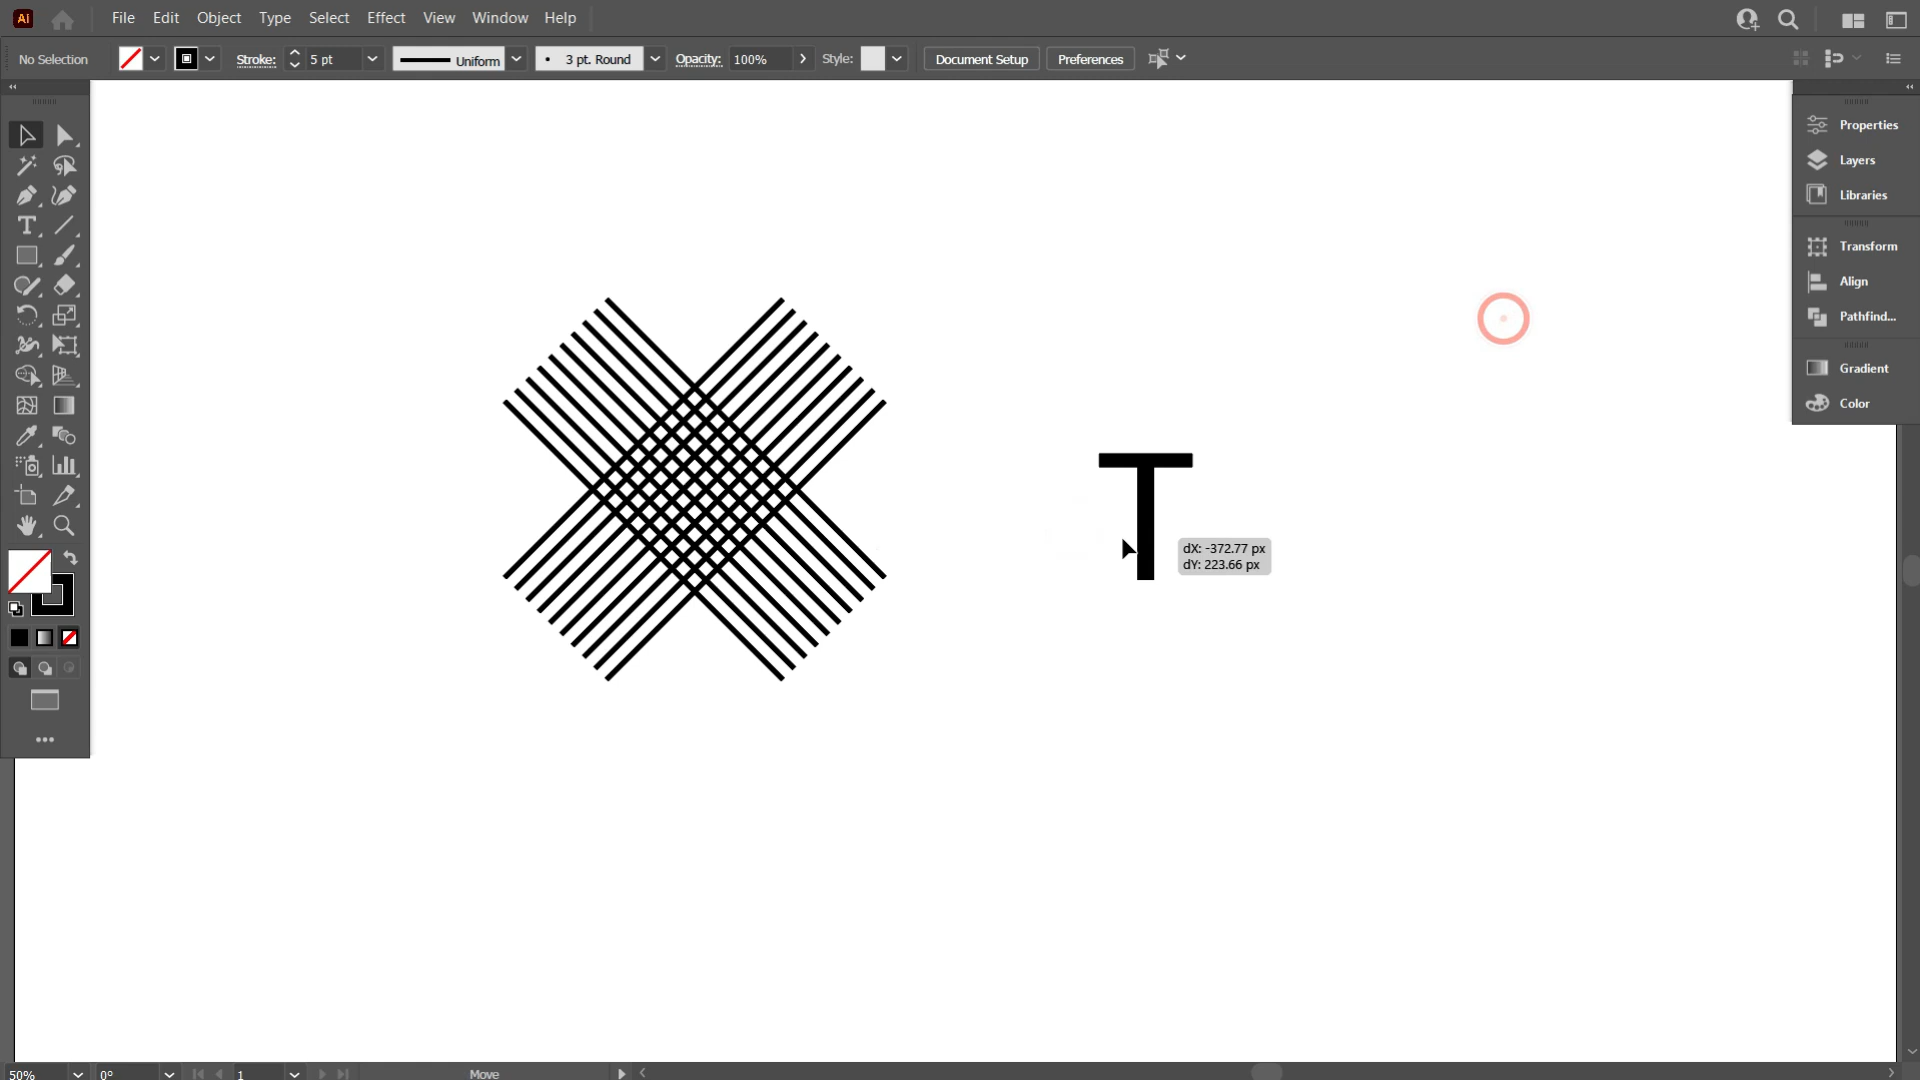 Ai File Edit Object Type Select Effect View Window Help
No Selection Stroke: 5 pt Uniform 3 pt. Round Opacity: 100% Style: Document Setup Preferences
Properties
Layers
Libraries
Transform
Align
Pathfind...
Gradient
Color
T
dX: -372.77 px
dY: 223.66 px
50% 0° 1 Move